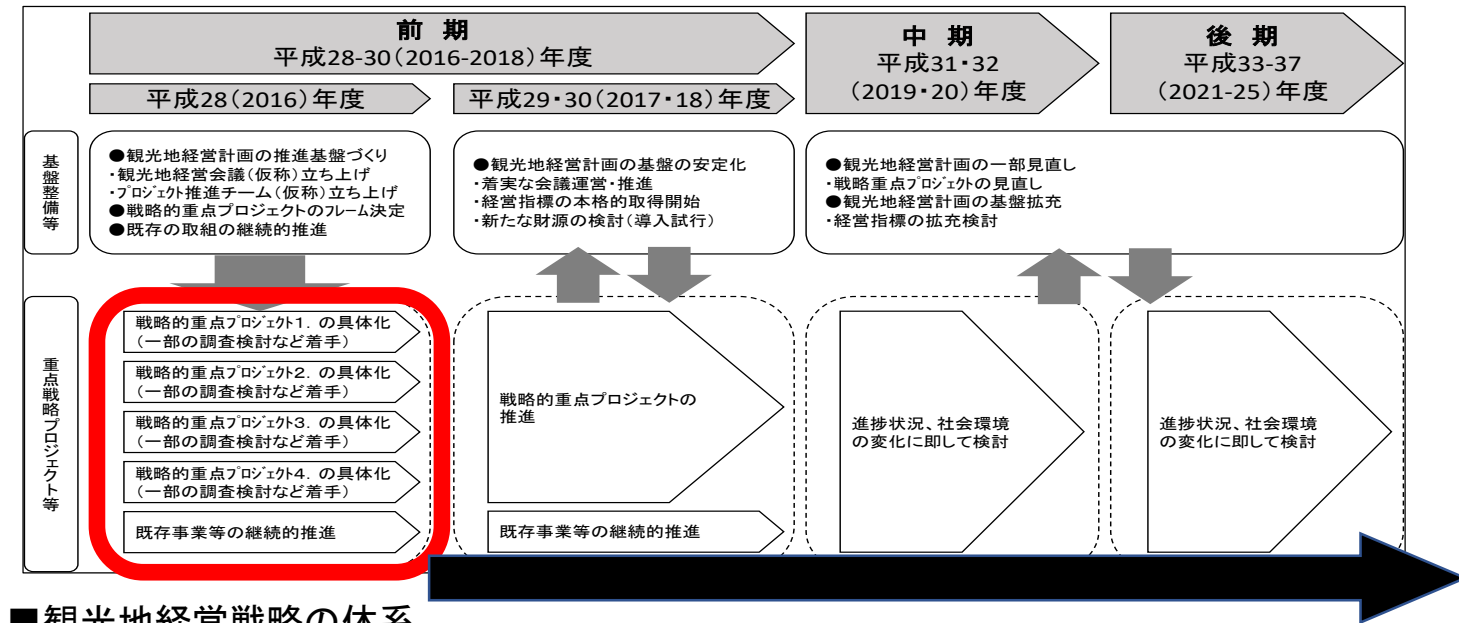 前 期
平成28-30(2016-2018)年度
中 期
平成31・32
(2019・20)年度
後 期
平成33-37
(2021-25)年度
平成28(2016)年度
平成29・30(2017・18)年度
基盤整備等
●観光地経営計画の推進基盤づくり
・観光地経営会議(仮称)立ち上げ
・ﾌﾟﾛｼﾞｪｸﾄ推進チーム(仮称)立ち上げ
●戦略的重点プロジェクトのﾌﾚｰﾑ決定
●既存の取組の継続的推進
●観光地経営計画の基盤の安定化
・着実な会議運営・推進
・経営指標の本格的取得開始
・新たな財源の検討(導入試行)
●観光地経営計画の一部見直し
・戦略重点ﾌﾟﾛｼﾞｪｸﾄの見直し
●観光地経営計画の基盤拡充
・経営指標の拡充検討
重点戦略プロジェクト等
戦略的重点ﾌﾟﾛｼﾞｪｸﾄ1. の具体化
(一部の調査検討など着手)
戦略的重点ﾌﾟﾛｼﾞｪｸﾄ2. の具体化
(一部の調査検討など着手)
戦略的重点ﾌﾟﾛｼﾞｪｸﾄ3. の具体化
(一部の調査検討など着手)
戦略的重点ﾌﾟﾛｼﾞｪｸﾄ4. の具体化
(一部の調査検討など着手)
既存事業等の継続的推進
戦略的重点プロジェクトの
推進
既存事業等の継続的推進
進捗状況、社会環境
の変化に即して検討
進捗状況、社会環境
の変化に即して検討
■観光地経営戦略の体系